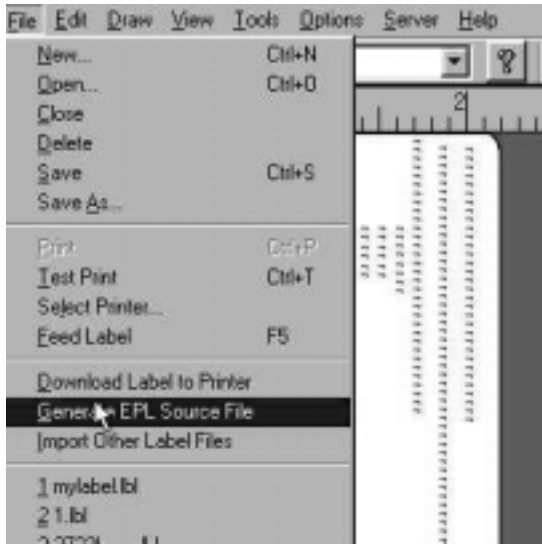 File Edit Draw View Tools Options Server Help
New... Ctrl+N
Open... Ctrl+O
Close
Delete
Save Ctrl+S
Save As...
Print Ctrl+P
Test Print Ctrl+T
Select Printer...
Feed Label F5
Download Label to Printer
Generate EPL Source File
Import Other Label Files
1 mylabel.lbl
2 1.lbl
2